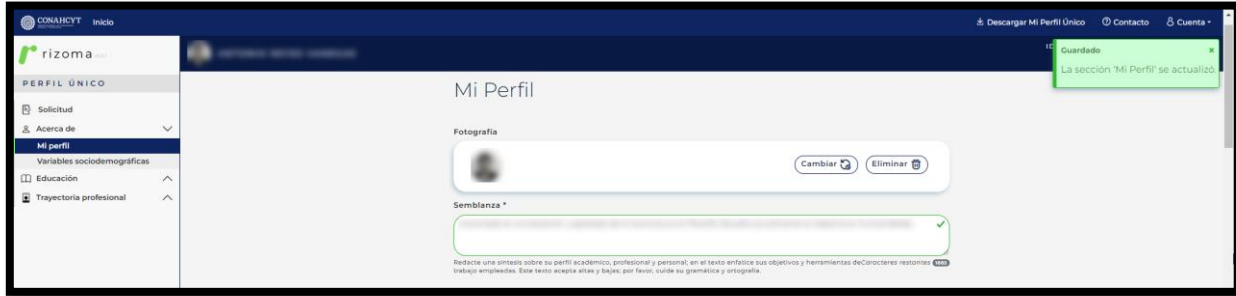 CONAHCYT Inicio
Descargar Mi Perfil Único Contacto Cuenta
rizoma
Guardado x
La sección 'Mi Perfil' se actualizó.
PERFIL ÚNICO
Solicitud
Acerca de
Mi perfil
Variables sociodemográficas
Educación
Trayectoria profesional
Mi Perfil
Fotografía
Cambiar Eliminar
Semblanza *
Redacte una síntesis sobre su perfil académico, profesional y personal; en el texto enfatice sus objetivos y herramientas de Caracteres restantes
trabajo empleadas. Este texto acepta altas y bajas; por favor, cuide su gramática y ortografía.